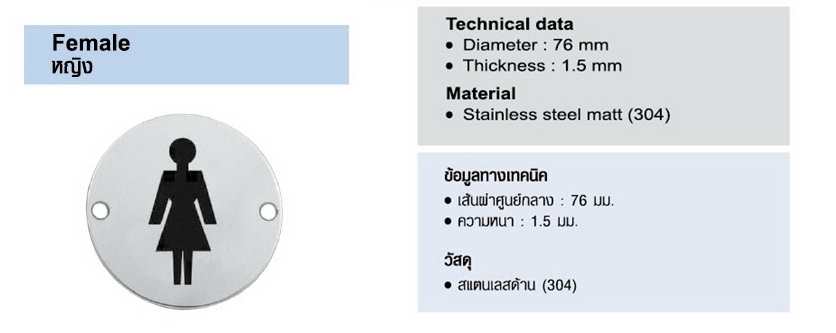 Female
หญิง
Technical data
• Diameter : 76 mm
• Thickness : 1.5 mm
Material
• Stainless steel matt (304)
ข้อมูลทางเทคนิค
• เส้นผ่าศูนย์กลาง : 76 มม.
• ความหนา : 1.5 มม.
วัสดุ
• สแตนเลสด้าน (304)